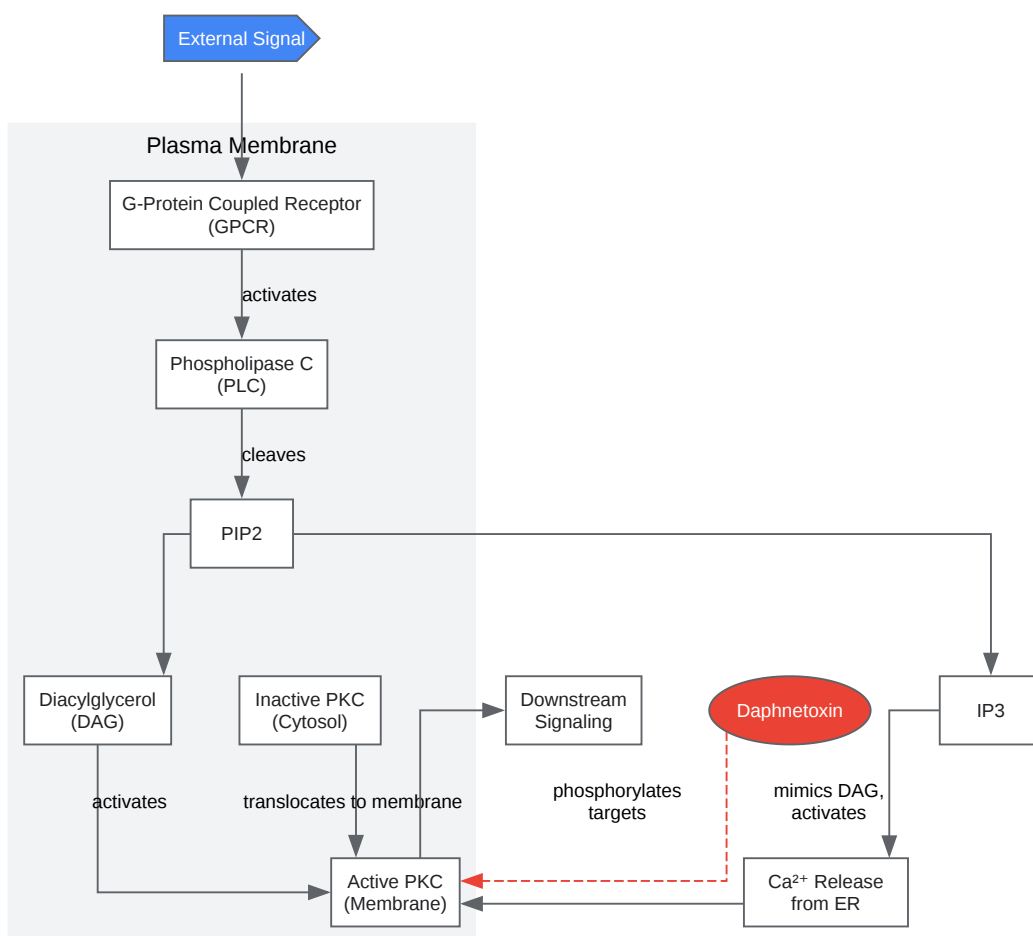 External Signal
Plasma Membrane
G-Protein Coupled Receptor
(GPCR)
activates
Phospholipase C
(PLC)
cleaves
PIP2
Diacylglycerol
(DAG)
Inactive PKC
(Cytosol)
Downstream
Signaling
Daphnetoxin
IP3
activates
translocates to membrane
phosphorylates
targets
mimics DAG,
activates
Active PKC
(Membrane)
Ca²⁺ Release
from ER